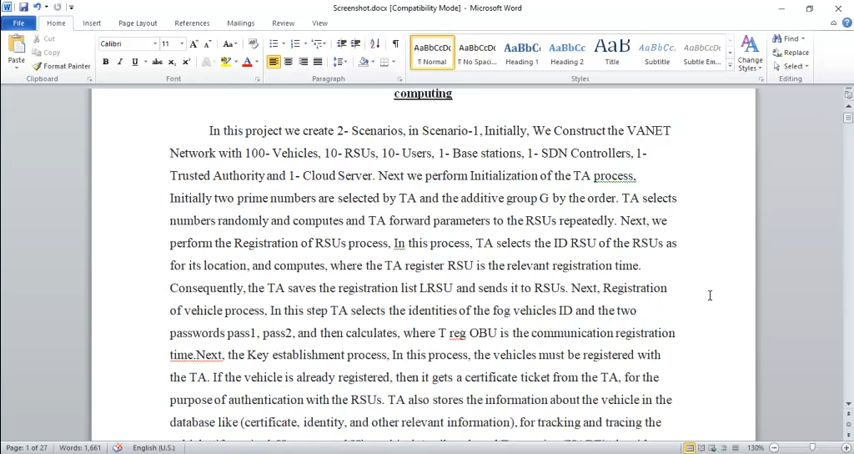 Screenshot.docx [Compatibility Mode] - Microsoft Word
File Home Insert Page Layout References Mailings Review View
Paste Cut Copy Format Painter Clipboard
Calibri 11 Font
Paragraph
AaBbCcDc AaBbCcDc AaBbC AaBbCc AaB AaBbCc. AaBbCcDc
¶ Normal ¶ No Spaci... Heading 1 Heading 2 Title Subtitle Subtle Em...
Styles
Change Styles
Find Replace Select Editing
computing
In this project we create 2- Scenarios, in Scenario-1, Initially, We Construct the VANET
Network with 100- Vehicles, 10- RSUs, 10- Users, 1- Base stations, 1- SDN Controllers, 1-
Trusted Authority and 1- Cloud Server. Next we perform Initialization of the TA process,
Initially two prime numbers are selected by TA and the additive group G by the order. TA selects
numbers randomly and computes and TA forward parameters to the RSUs repeatedly. Next, we
perform the Registration of RSUs process, In this process, TA selects the ID RSU of the RSUs as
for its location, and computes, where the TA register RSU is the relevant registration time.
Consequently, the TA saves the registration list LRSU and sends it to RSUs. Next, Registration
of vehicle process, In this step TA selects the identities of the fog vehicles ID and the two
passwords pass1, pass2, and then calculates, where T reg OBU is the communication registration
time.Next, the Key establishment process, In this process, the vehicles must be registered with
the TA. If the vehicle is already registered, then it gets a certificate ticket from the TA, for the
purpose of authentication with the RSUs. TA also stores the information about the vehicle in the
database like (certificate, identity, and other relevant information), for tracking and tracing the
Page: 1 of 27 Words: 1,661 English (U.S.) 130%